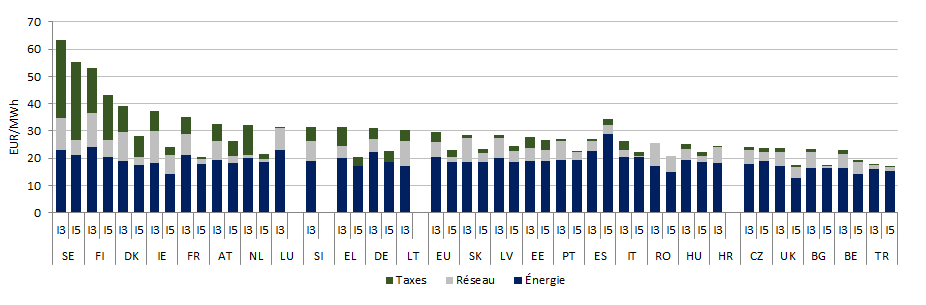 70
60
50
40
30
20
10
0
EUR/MWh
I3 I5 I3 I5 I3 I5 I3 I5 I3 I5 I3 I5 I3 I5 I3 I3 I3 I5 I3 I5 I3 I3 I5 I3 I5 I3 I5 I3 I5 I3 I5 I3 I5 I3 I5 I3 I5 I3 I5 I3 I3 I5 I3 I5 I3 I5 I3 I5 I3 I5
SE FI DK IE FR AT NL LU SI EL DE LT EU SK LV EE PT ES IT RO HU HR CZ UK BG BE TR
Taxes Réseau Énergie